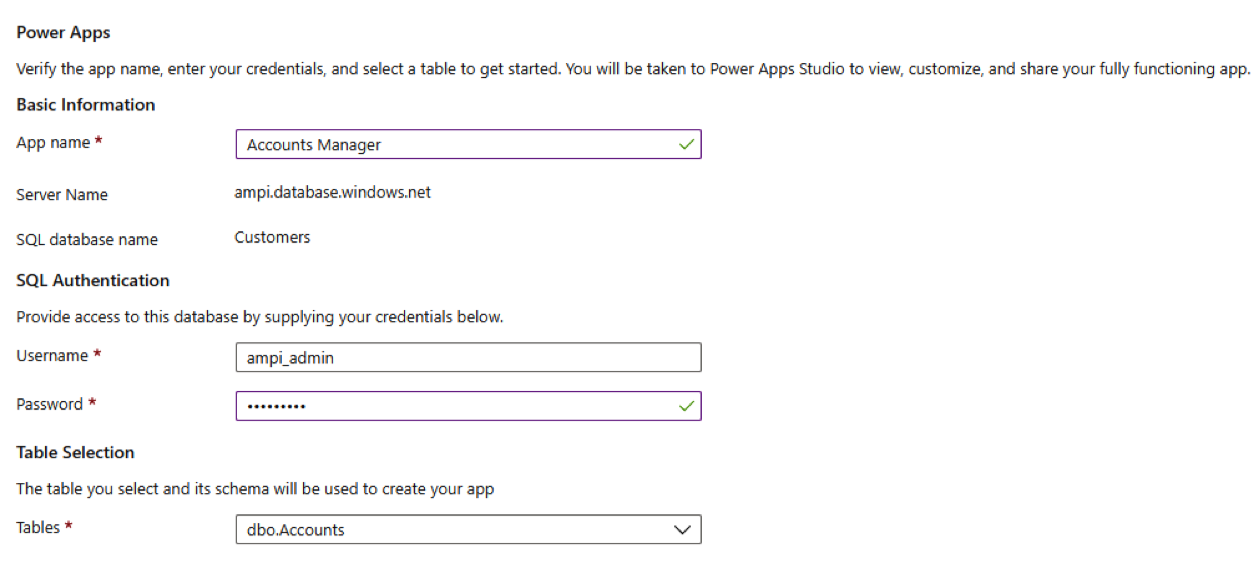 Power Apps
Verify the app name, enter your credentials, and select a table to get started. You will be taken to Power Apps Studio to view, customize, and share your fully functioning app.
Basic Information
App name * Accounts Manager
Server Name ampi.database.windows.net
SQL database name Customers
SQL Authentication
Provide access to this database by supplying your credentials below.
Username * ampi_admin
Password * •••••••••
Table Selection
The table you select and its schema will be used to create your app
Tables * dbo.Accounts